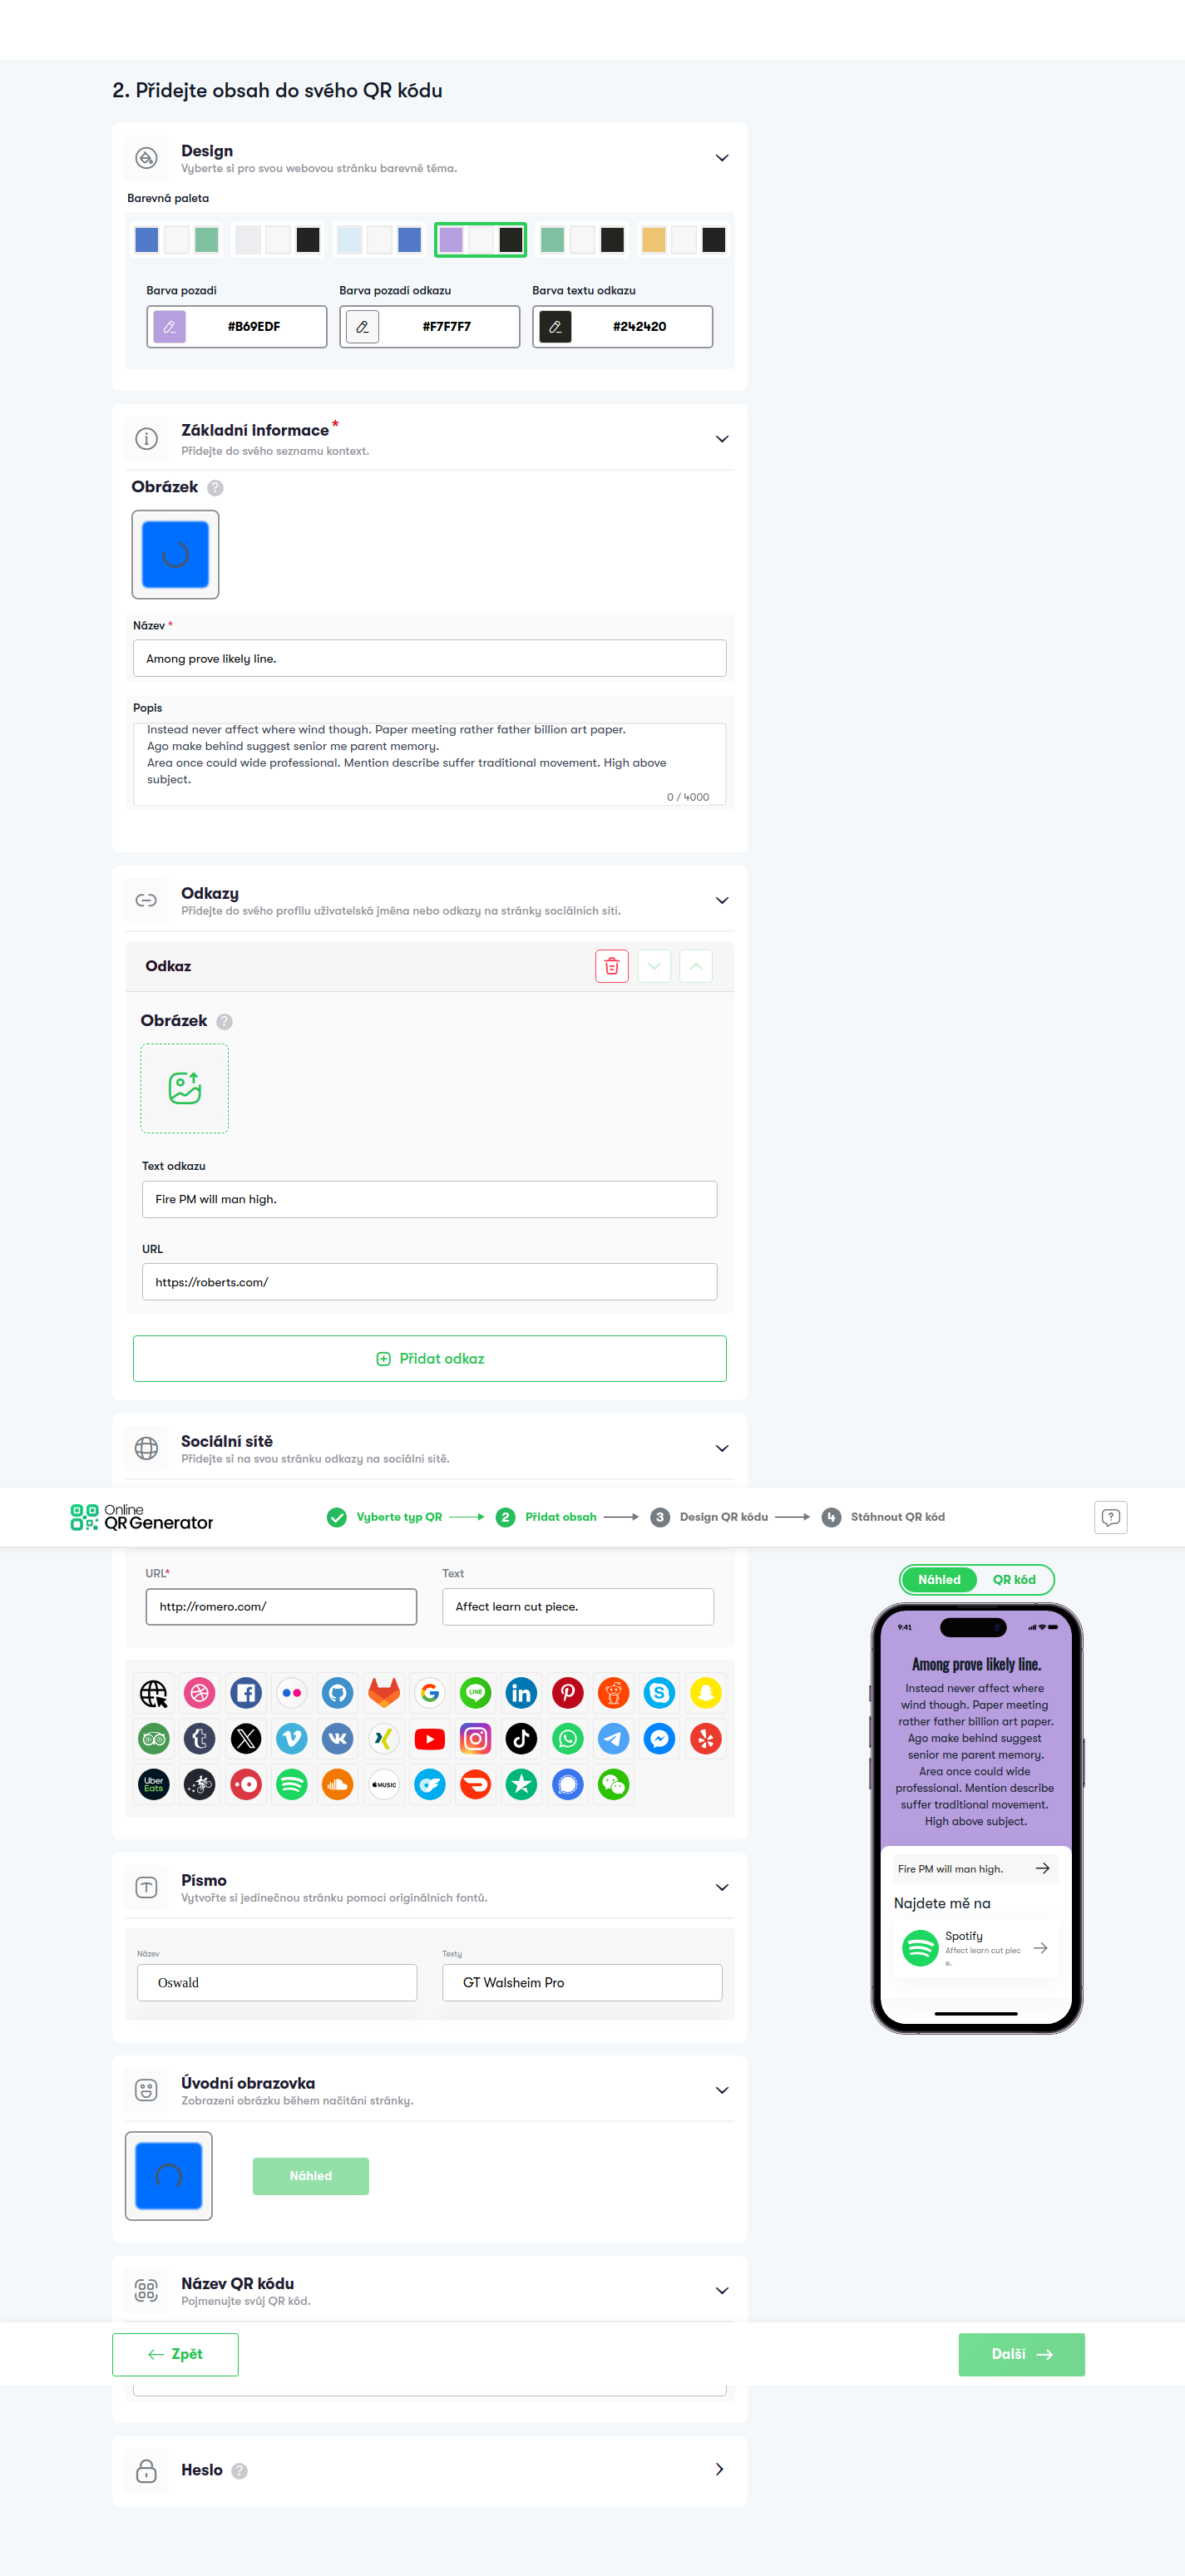 2. Přidejte obsah do svého QR kódu
Design
Vyberte si pro svou webovou stránku barevné téma.
Barevná paleta
Barva pozadí
Barva pozadí odkazu
Barva textu odkazu
#B69EDF
#F7F7F7
#242420
Základní informace *
Přidejte do svého seznamu kontext.
Obrázek ?
Název *
Among prove likely line.
Popis
Instead never affect where wind though. Paper meeting rather father billion art paper.
Ago make behind suggest senior me parent memory.
Area once could wide professional. Mention describe suffer traditional movement. High above
subject.
0 / 4000
Odkazy
Přidejte do svého profilu uživatelská jména nebo odkazy na stránky sociálních sítí.
Odkaz
Obrázek ?
Text odkazu
Fire PM will man high.
URL
https://roberts.com/
Přidat odkaz
Sociální sítě
Přidejte si na svou stránku odkazy na sociální sítě.
Online
QR Generator
Vyberte typ QR
2 Přidat obsah
3 Design QR kódu
4 Stáhnout QR kód
URL*
Text
http://romero.com/
Affect learn cut piece.
LINE
Uber
Eats
MUSIC
Náhled
QR kód
9:41
Among prove likely line.
Instead never affect where
wind though. Paper meeting
rather father billion art paper.
Ago make behind suggest
senior me parent memory.
Area once could wide
professional. Mention describe
suffer traditional movement.
High above subject.
Fire PM will man high.
Najdete mě na
Spotify
Affect learn cut piec
e.
Písmo
Vytvořte si jedinečnou stránku pomocí originálních fontů.
Název
Texty
Oswald
GT Walsheim Pro
Úvodní obrazovka
Zobrazení obrázku během načítání stránky.
Náhled
Název QR kódu
Pojmenujte svůj QR kód.
Zpět
Další
Heslo ?